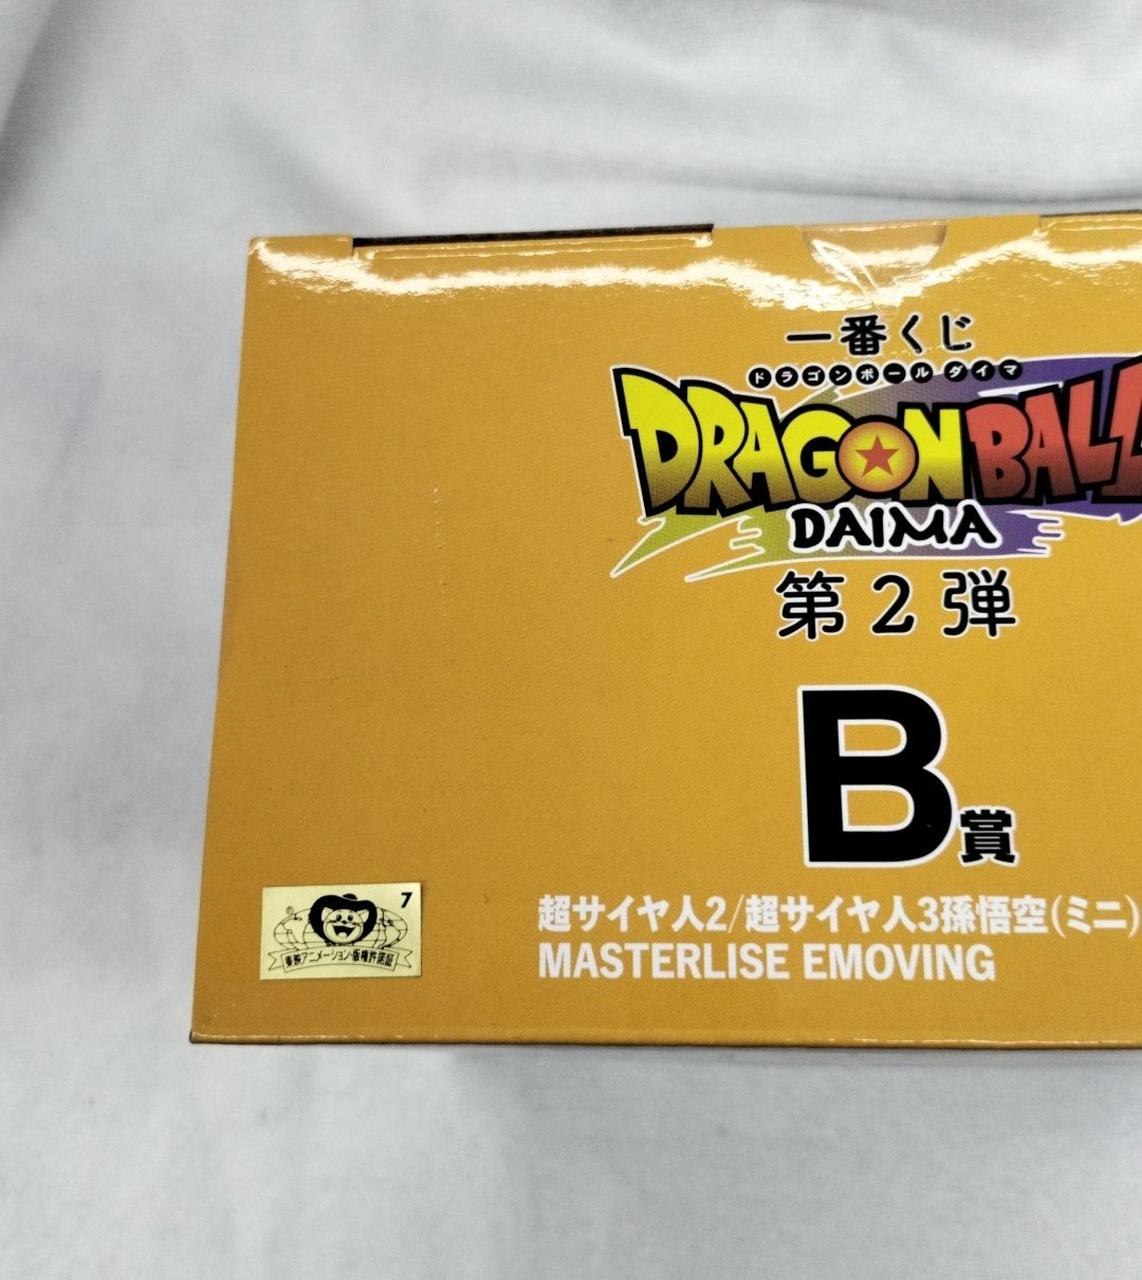 一番くじ
ドラゴンボール ダイマ
DRAGON BALL
DAIMA
第2弾
B賞
7
東映アニメーション・版権許諾証
超サイヤ人2/超サイヤ人3孫悟空(ミニ)
MASTERLISE EMOVING